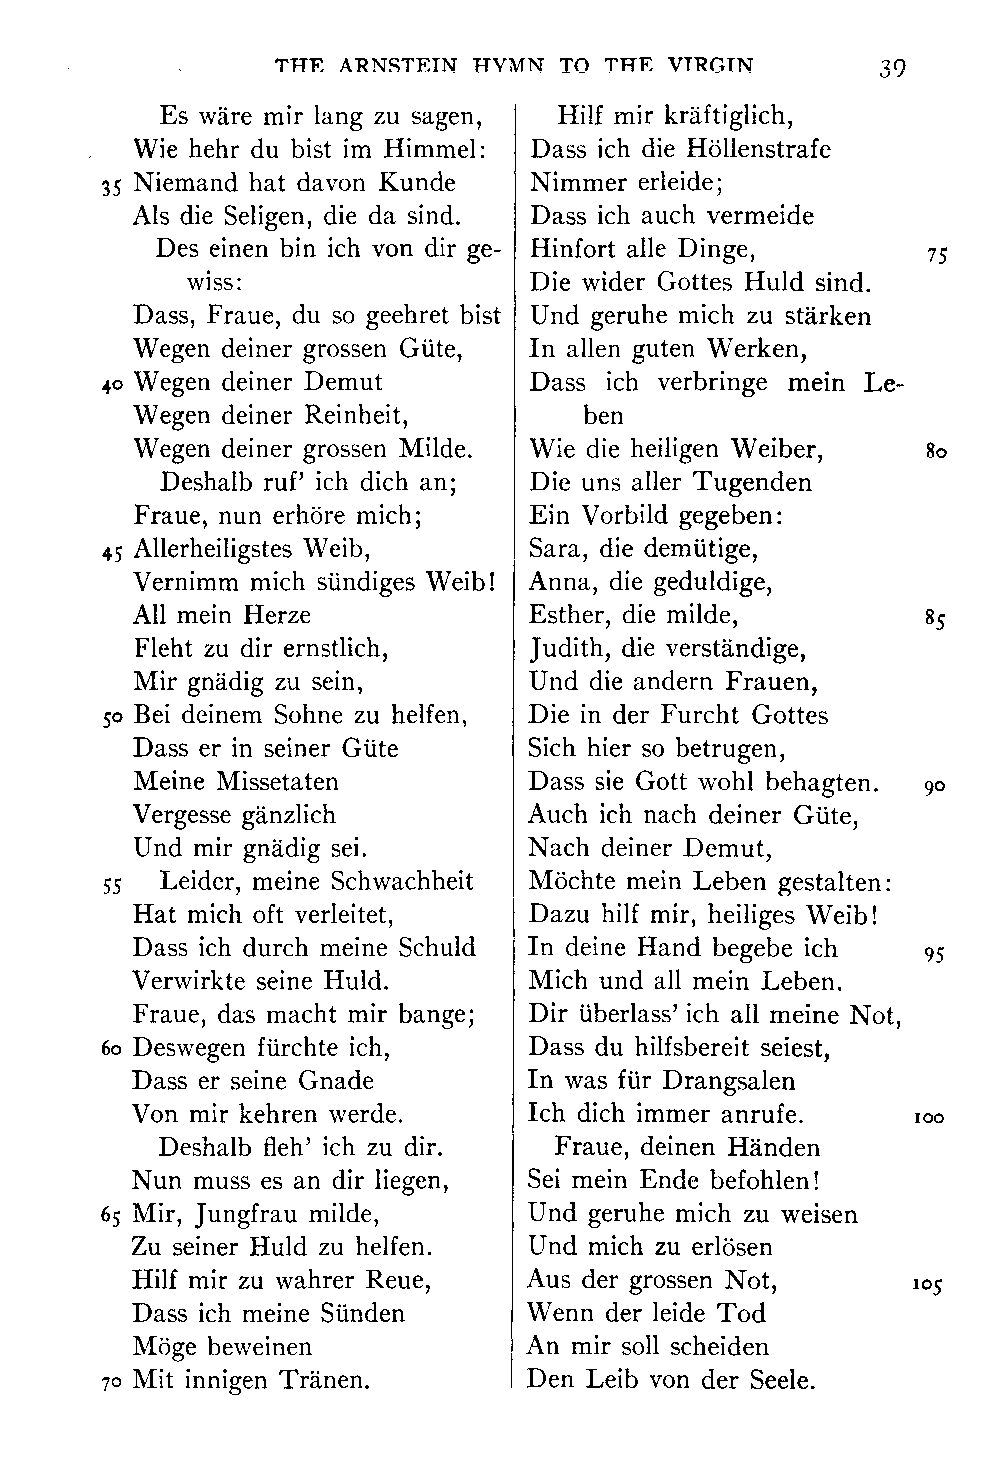 THE ARNSTEIN HYMN TO THE VIRGIN 39
Es wäre mir lang zu sagen,
Wie hehr du bist im Himmel:
35 Niemand hat davon Kunde
Als die Seligen, die da sind.
Des einen bin ich von dir ge-
wiss:
Dass, Fraue, du so geehret bist
Wegen deiner grossen Güte,
40 Wegen deiner Demut
Wegen deiner Reinheit,
Wegen deiner grossen Milde.
Deshalb ruf' ich dich an;
Fraue, nun erhöre mich;
45 Allerheiligstes Weib,
Vernimm mich sündiges Weib!
All mein Herze
Fleht zu dir ernstlich,
Mir gnädig zu sein,
50 Bei deinem Sohne zu helfen,
Dass er in seiner Güte
Meine Missetaten
Vergesse gänzlich
Und mir gnädig sei.
55 Leider, meine Schwachheit
Hat mich oft verleitet,
Dass ich durch meine Schuld
Verwirkte seine Huld.
Fraue, das macht mir bange;
60 Deswegen fürchte ich,
Dass er seine Gnade
Von mir kehren werde.
Deshalb fleh' ich zu dir.
Nun muss es an dir liegen,
65 Mir, Jungfrau milde,
Zu seiner Huld zu helfen.
Hilf mir zu wahrer Reue,
Dass ich meine Sünden
Möge beweinen
70 Mit innigen Tränen.
Hilf mir kräftiglich,
Dass ich die Höllenstrafe
Nimmer erleide;
Dass ich auch vermeide
Hinfort alle Dinge, 75
Die wider Gottes Huld sind.
Und geruhe mich zu stärken
In allen guten Werken,
Dass ich verbringe mein Le-
ben
Wie die heiligen Weiber, 80
Die uns aller Tugenden
Ein Vorbild gegeben:
Sara, die demütige,
Anna, die geduldige,
Esther, die milde, 85
Judith, die verständige,
Und die andern Frauen,
Die in der Furcht Gottes
Sich hier so betrugen,
Dass sie Gott wohl behagten. 90
Auch ich nach deiner Güte,
Nach deiner Demut,
Möchte mein Leben gestalten:
Dazu hilf mir, heiliges Weib!
In deine Hand begebe ich 95
Mich und all mein Leben.
Dir überlass' ich all meine Not,
Dass du hilfsbereit seiest,
In was für Drangsalen
Ich dich immer anrufe. 100
Fraue, deinen Händen
Sei mein Ende befohlen!
Und geruhe mich zu weisen
Und mich zu erlösen
Aus der grossen Not, 105
Wenn der leide Tod
An mir soll scheiden
Den Leib von der Seele.